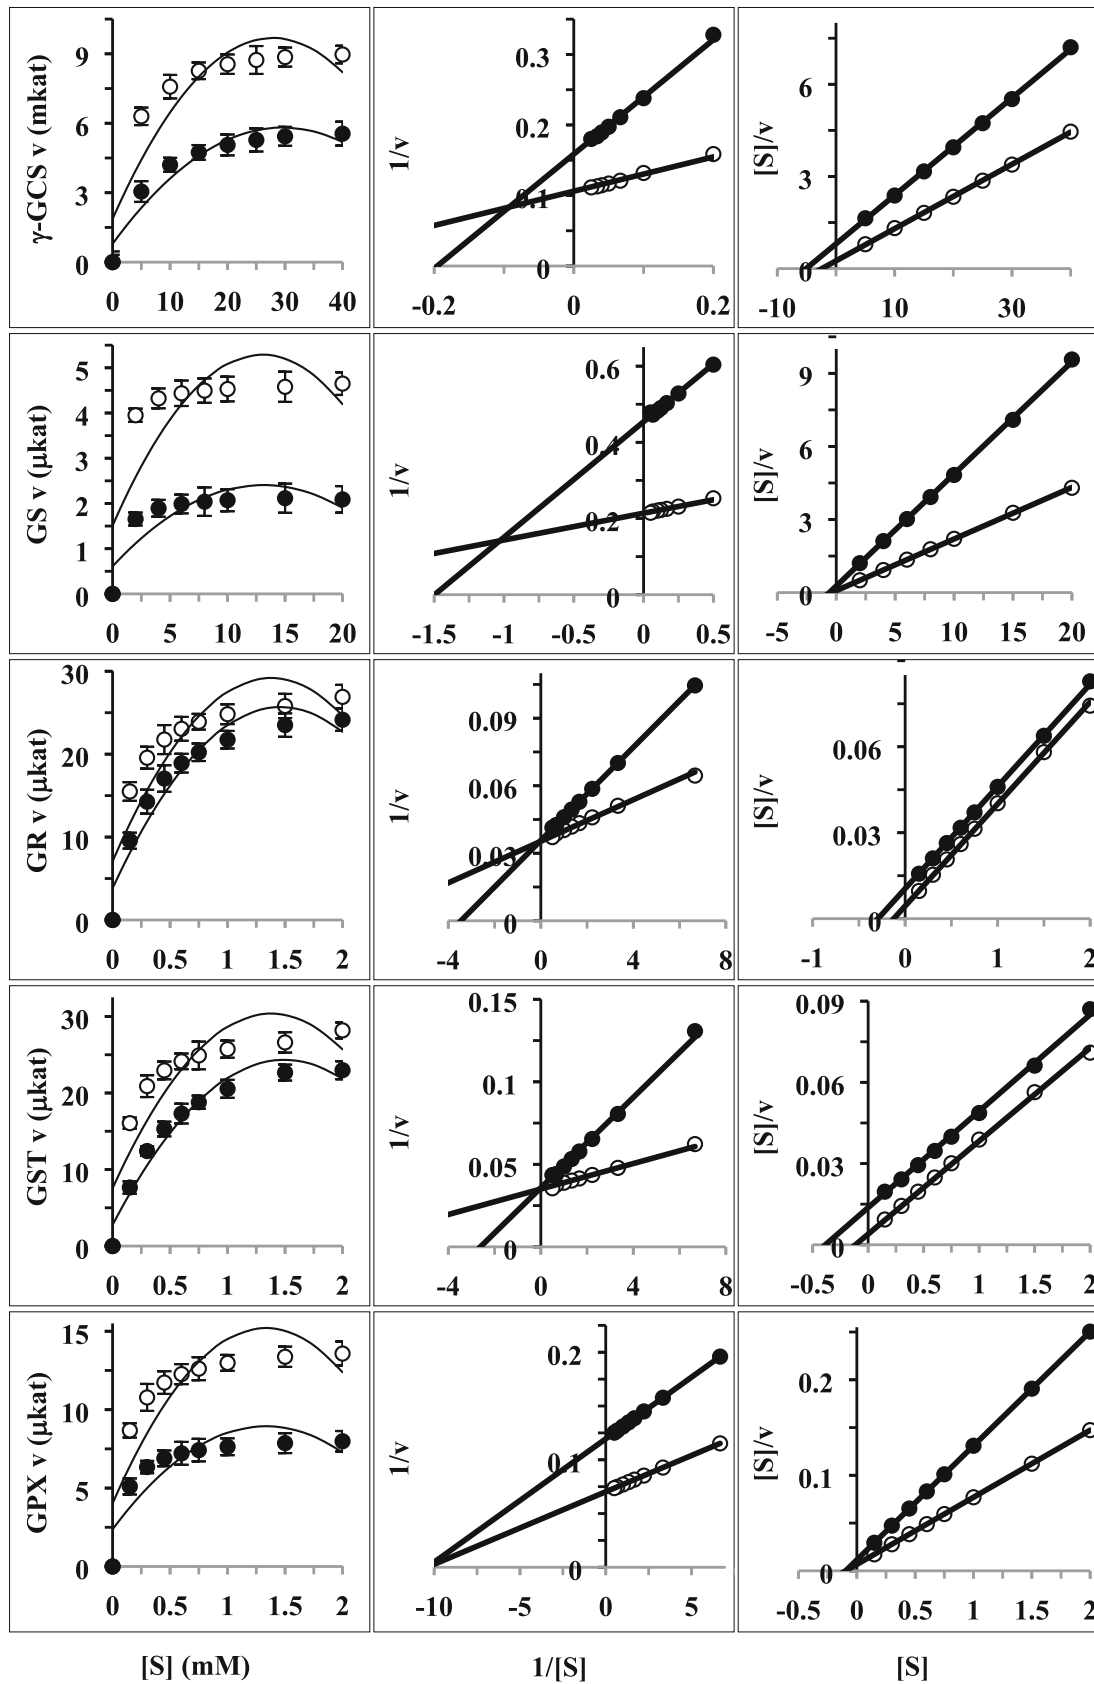 γ-GCS v (mkat)
9
6
3
0
0 10 20 30 40
1/v
0.3
0.2
0.1
0
-0.2 0 0.2
[S]/v
6
3
0
-10 10 30
GS v (μkat)
5
4
3
2
1
0
0 5 10 15 20
1/v
0.6
0.4
0.2
0
-1.5 -1 -0.5 0 0.5
[S]/v
9
6
3
0
-5 0 5 10 15 20
GR v (μkat)
30
20
10
0
0 0.5 1 1.5 2
1/v
0.09
0.06
0.03
0
-4 0 4 8
[S]/v
0.06
0.03
0
-1 0 1 2
GST v (μkat)
30
20
10
0
0 0.5 1 1.5 2
1/v
0.15
0.1
0.05
0
-4 0 4 8
[S]/v
0.09
0.06
0.03
0
-0.5 0 0.5 1 1.5 2
GPX v (μkat)
15
10
5
0
0 0.5 1 1.5 2
1/v
0.2
0.1
0
-10 -5 0 5
[S]/v
0.2
0.1
0
-0.5 0 0.5 1 1.5 2
[S] (mM) 1/[S] [S]